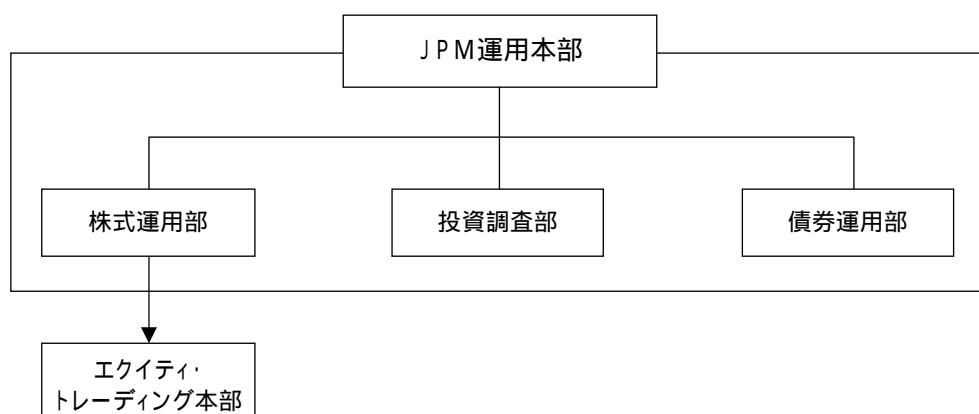 JPM運用本部
株式運用部
投資調査部
債券運用部
エクイティ・
トレーディング本部